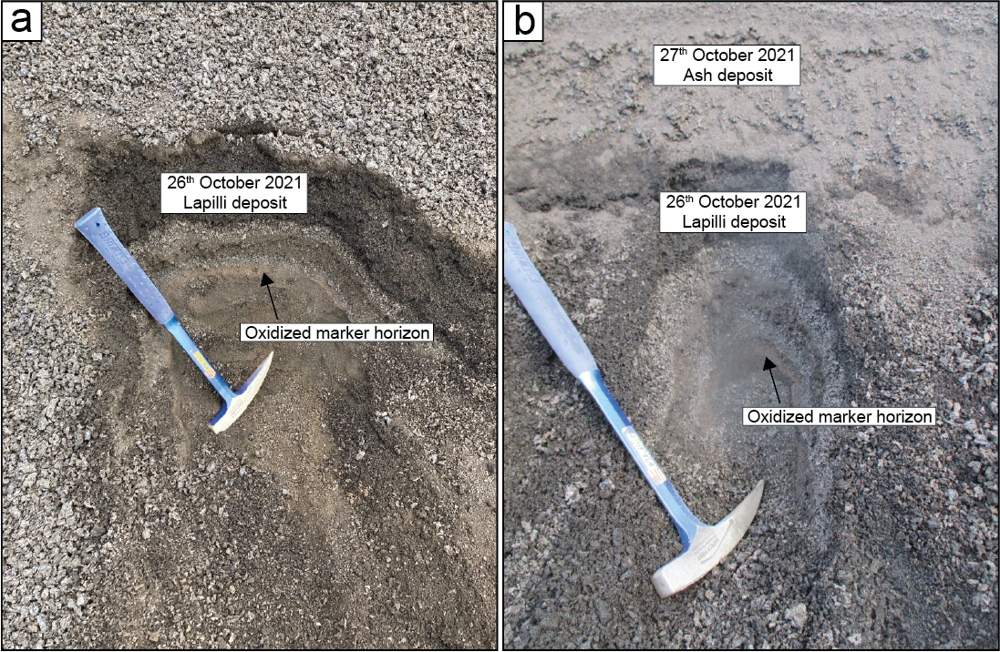 a
26th October 2021
Lapilli deposit
Oxidized marker horizon
b
27th October 2021
Ash deposit
26th October 2021
Lapilli deposit
Oxidized marker horizon